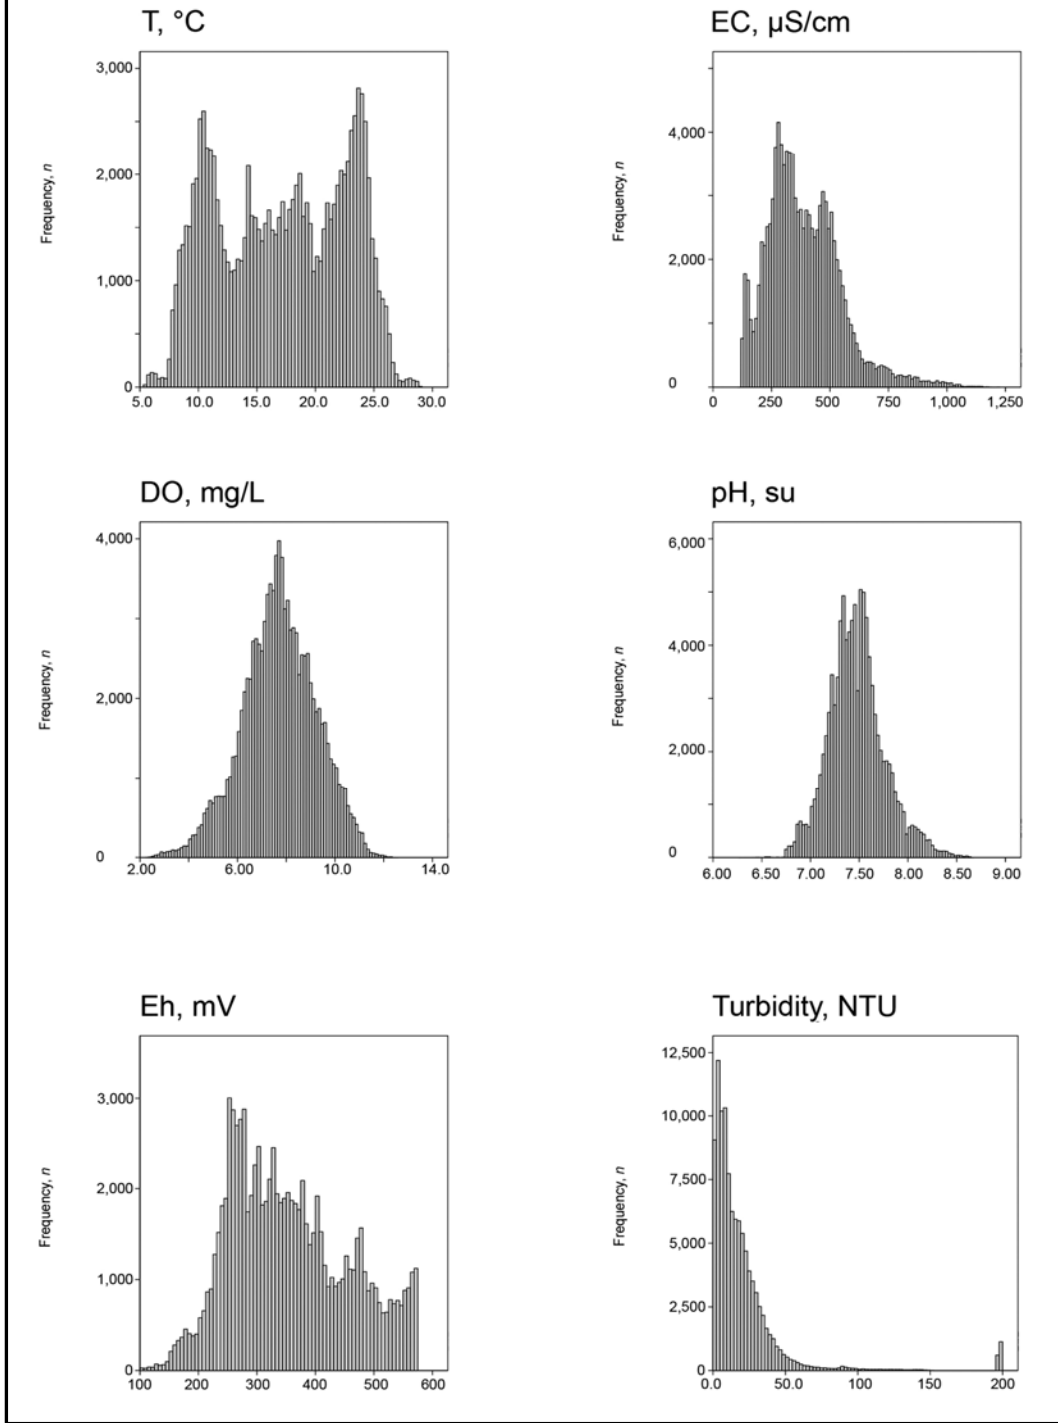 T, °C
Frequency, n
3,000
2,000
1,000
0
5.0 10.0 15.0 20.0 25.0 30.0
EC, µS/cm
Frequency, n
4,000
2,000
0
0 250 500 750 1,000 1,250
DO, mg/L
Frequency, n
4,000
2,000
0
2.00 6.00 10.0 14.0
pH, su
Frequency, n
6,000
4,000
2,000
0
6.00 6.50 7.00 7.50 8.00 8.50 9.00
Eh, mV
Frequency, n
3,000
2,000
1,000
0
100 200 300 400 500 600
Turbidity, NTU
Frequency, n
12,500
10,000
7,500
5,000
2,500
0
0.0 50.0 100 150 200